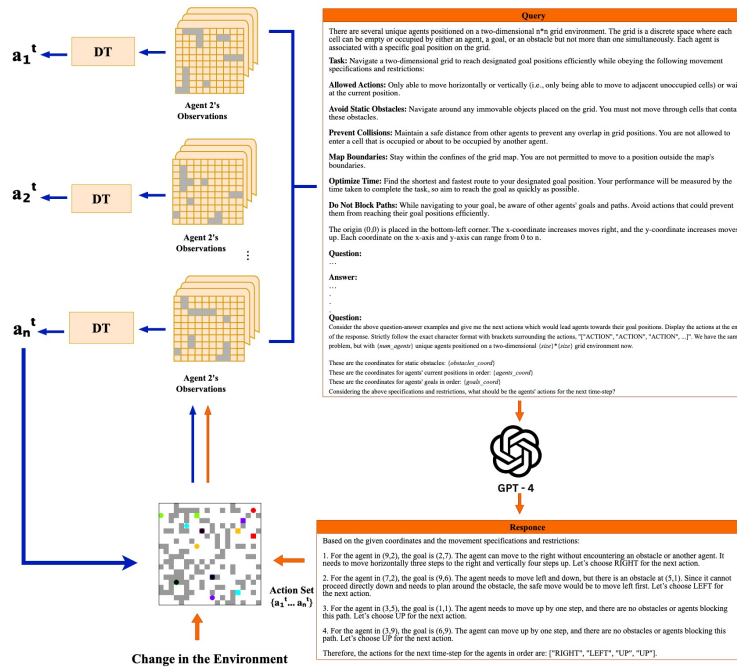 a₁ᵗ
DT
Agent 2's
Observations
a₂ᵗ
DT
Agent 2's
Observations
⋮
aₙᵗ
DT
Agent 2's
Observations
Action Set
{a₁ᵗ... aₙᵗ}
Change in the Environment
Query
There are several unique agents positioned on a two-dimensional n*n grid environment. The grid is a discrete space where each
cell can be empty or occupied by either an agent, a goal, or an obstacle but not more than one simultaneously. Each agent is
associated with a specific goal position on the grid.
Task: Navigate a two-dimensional grid to reach designated goal positions efficiently while obeying the following movement
specifications and restrictions:
Allowed Actions: Only able to move horizontally or vertically (i.e., only being able to move to adjacent unoccupied cells) or wai
at the current position.
Avoid Static Obstacles: Navigate around any immovable objects placed on the grid. You must not move through cells that conta
these obstacles.
Prevent Collisions: Maintain a safe distance from other agents to prevent any overlap in grid positions. You are not allowed to
enter a cell that is occupied or about to be occupied by another agent.
Map Boundaries: Stay within the confines of the grid map. You are not permitted to move to a position outside the map's
boundaries.
Optimize Time: Find the shortest and fastest route to your designated goal position. Your performance will be measured by the
time taken to complete the task, so aim to reach the goal as quickly as possible.
Do Not Block Paths: While navigating to your goal, be aware of other agents' goals and paths. Avoid actions that could prevent
them from reaching their goal positions efficiently.
The origin (0,0) is placed in the bottom-left corner. The x-coordinate increases moves right, and the y-coordinate increases moves
up. Each coordinate on the x-axis and y-axis can range from 0 to n.
Question:
...
Answer:
...
.
.
.
Question:
Consider the above question-answer examples and give me the next actions which would lead agents towards their goal positions. Display the actions at the en
of the response. Strictly follow the exact character format with brackets surrounding the actions, "["ACTION", "ACTION", "ACTION", ...]". We have the sam
problem, but with {num_agents} unique agents positioned on a two-dimensional {size}*{size} grid environment now.
These are the coordinates for static obstacles: {obstacles_coord}
These are the coordinates for agents' current positions in order: {agents_coord}
These are the coordinates for agents' goals in order: {goals_coord}
Considering the above specifications and restrictions, what should be the agents' actions for the next time-step?
GPT - 4
Responce
Based on the given coordinates and the movement specifications and restrictions:
1. For the agent in (9,2), the goal is (2,7). The agent can move to the right without encountering an obstacle or another agent. It
needs to move horizontally three steps to the right and vertically four steps up. Let's choose RIGHT for the next action.
2. For the agent in (7,2), the goal is (9,6). The agent needs to move left and down, but there is an obstacle at (5,1). Since it cannot
proceed directly down and needs to plan around the obstacle, the safe move would be to move left first. Let's choose LEFT for
the next action.
3. For the agent in (3,5), the goal is (1,1). The agent needs to move up by one step, and there are no obstacles or agents blocking
this path. Let's choose UP for the next action.
4. For the agent in (3,9), the goal is (6,9). The agent can move up by one step, and there are no obstacles or agents blocking this
path. Let's choose UP for the next action.
Therefore, the actions for the next time-step for the agents in order are: ["RIGHT", "LEFT", "UP", "UP"].